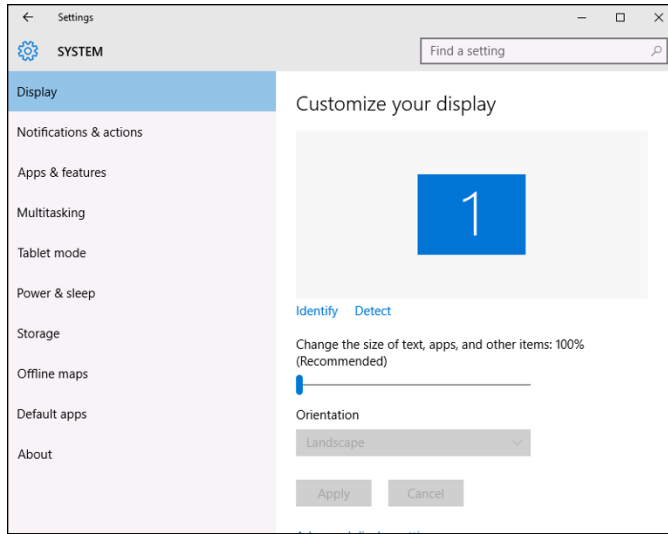 Settings
SYSTEM
Find a setting
Display
Notifications & actions
Apps & features
Multitasking
Tablet mode
Power & sleep
Storage
Offline maps
Default apps
About
Customize your display
1
Identify Detect
Change the size of text, apps, and other items: 100%
(Recommended)
Orientation
Landscape
Apply Cancel